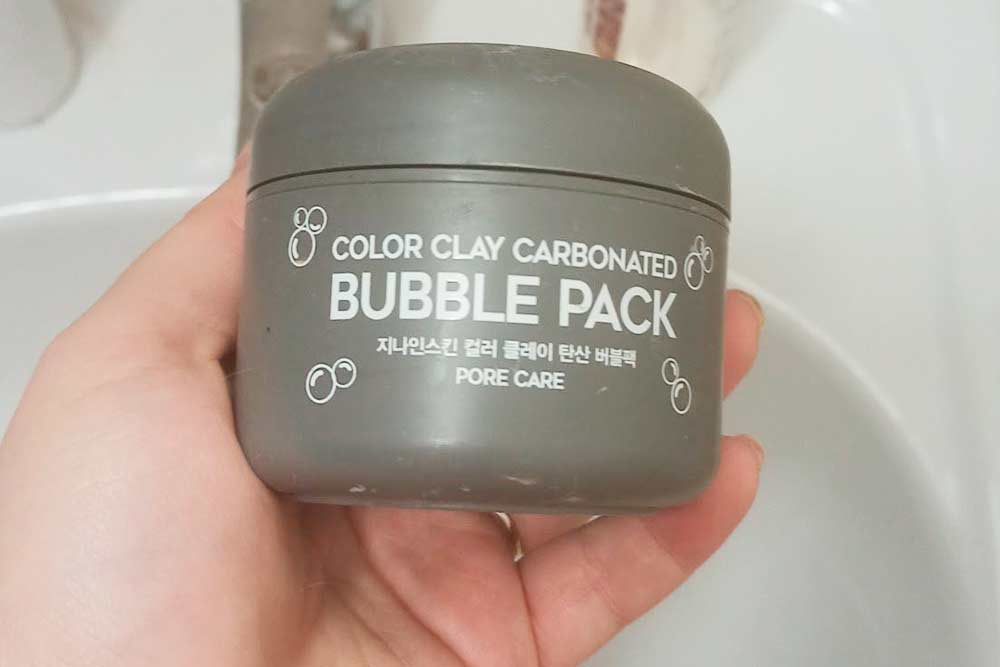 COLOR CLAY CARBONATED
BUBBLE PACK
지나인스킨 컬러 클레이 탄산 버블팩
PORE CARE